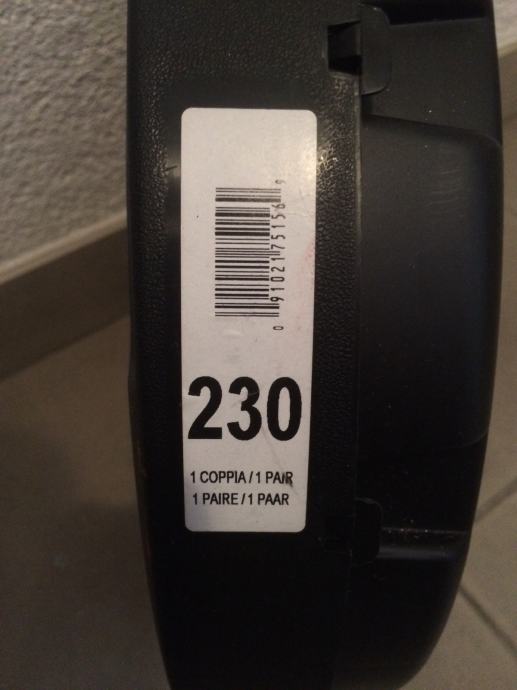 0 91021 75156 9
230
1 COPPIA / 1 PAIR
1 PAIRE / 1 PAAR